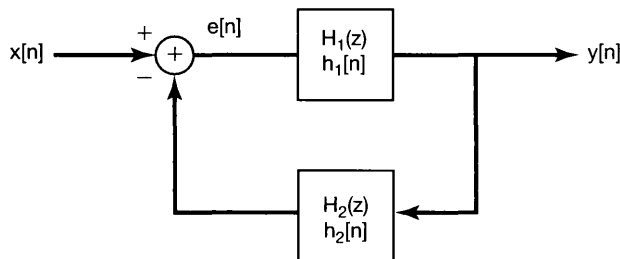 e[n]
x[n]
+
+
−
H₁(z)
h₁[n]
y[n]
H₂(z)
h₂[n]